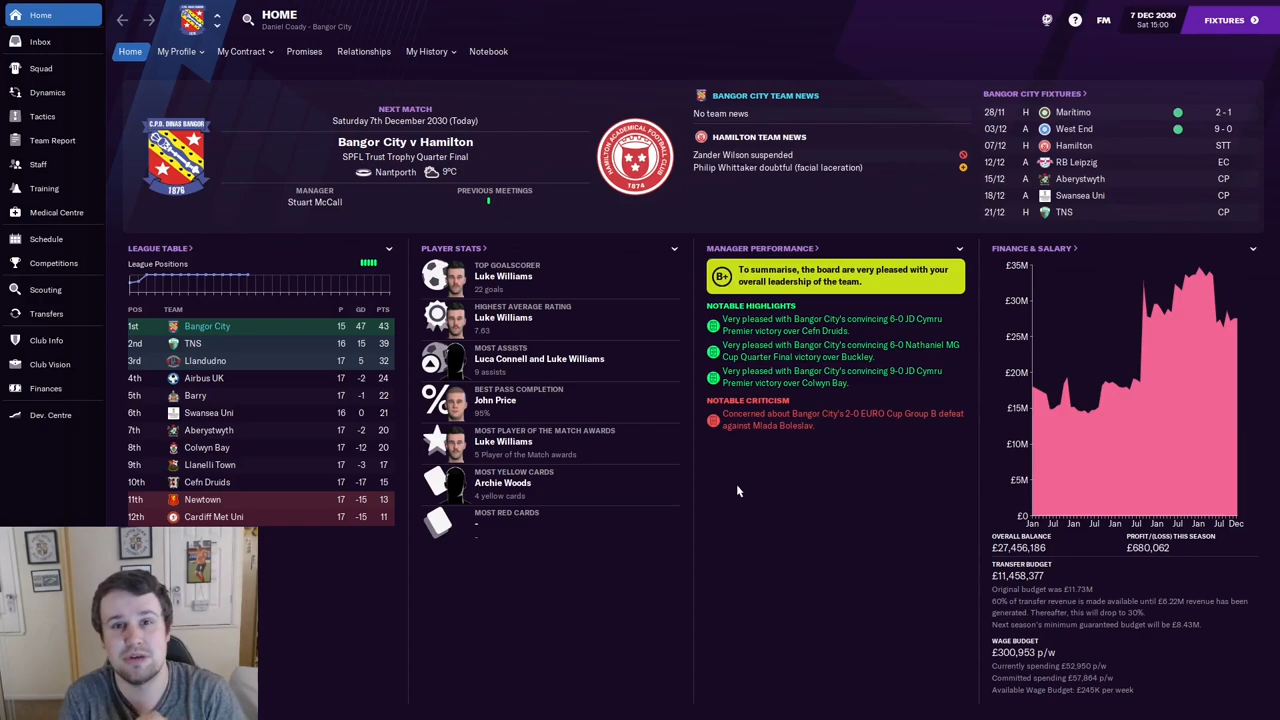 Home
Inbox
Squad
Dynamics
Tactics
Team Report
Staff
Training
Medical Centre
Schedule
Competitions
Scouting
Transfers
Club Info
Club Vision
Finances
Dev. Centre
HOME
Daniel Coady - Bangor City
FM
7 DEC 2030
Sat 15:00
FIXTURES
Home
My Profile
My Contract
Promises
Relationships
My History
Notebook
C.P.D. DINAS BANGOR
1876
NEXT MATCH
Saturday 7th December 2030 (Today)
Bangor City v Hamilton
SPFL Trust Trophy Quarter Final
Nantporth 9°C
MANAGER
Stuart McCall
PREVIOUS MEETINGS
HAMILTON ACADEMICAL FOOTBALL CLUB
1874
BANGOR CITY TEAM NEWS
No team news
HAMILTON TEAM NEWS
Zander Wilson suspended
Philip Whittaker doubtful (facial laceration)
BANGOR CITY FIXTURES
28/11 H Marítimo 2 - 1
03/12 A West End 9 - 0
07/12 H Hamilton STT
12/12 A RB Leipzig EC
15/12 A Aberystwyth CP
18/12 A Swansea Uni CP
21/12 H TNS CP
LEAGUE TABLE
League Positions
POS TEAM P GD PTS
1st Bangor City 15 47 43
2nd TNS 16 15 39
3rd Llandudno 17 5 32
4th Airbus UK 17 -2 24
5th Barry 17 -1 22
6th Swansea Uni 16 0 21
7th Aberystwyth 17 -2 20
8th Colwyn Bay 17 -12 20
9th Llanelli Town 17 -3 17
10th Cefn Druids 17 -17 15
11th Newtown 17 -15 13
12th Cardiff Met Uni 17 -15 11
PLAYER STATS
TOP GOALSCORER
Luke Williams
22 goals
HIGHEST AVERAGE RATING
Luke Williams
7.63
MOST ASSISTS
Luca Connell and Luke Williams
9 assists
BEST PASS COMPLETION
John Price
95%
MOST PLAYER OF THE MATCH AWARDS
Luke Williams
5 Player of the Match awards
MOST YELLOW CARDS
Archie Woods
4 yellow cards
MOST RED CARDS
-
-
MANAGER PERFORMANCE
B+
To summarise, the board are very pleased with your
overall leadership of the team.
NOTABLE HIGHLIGHTS
Very pleased with Bangor City's convincing 6-0 JD Cymru
Premier victory over Cefn Druids.
Very pleased with Bangor City's convincing 6-0 Nathaniel MG
Cup Quarter Final victory over Buckley.
Very pleased with Bangor City's convincing 9-0 JD Cymru
Premier victory over Colwyn Bay.
NOTABLE CRITICISM
Concerned about Bangor City's 2-0 EURO Cup Group B defeat
against Mlada Boleslav.
FINANCE & SALARY
£35M
£30M
£25M
£20M
£15M
£10M
£5M
£0
Jan Jul Jan Jul Jan Jul Jan Jul Jan Jul Dec
OVERALL BALANCE
£27,456,186
PROFIT/(LOSS) THIS SEASON
£680,062
TRANSFER BUDGET
£11,458,377
Original budget was £11.73M
60% of transfer revenue is made available until £6.22M revenue has been
generated. Thereafter, this will drop to 30%.
Next season's minimum guaranteed budget will be £8.43M.
WAGE BUDGET
£300,953 p/w
Currently spending £52,950 p/w
Committed spending £57,864 p/w
Available Wage Budget: £245K per week